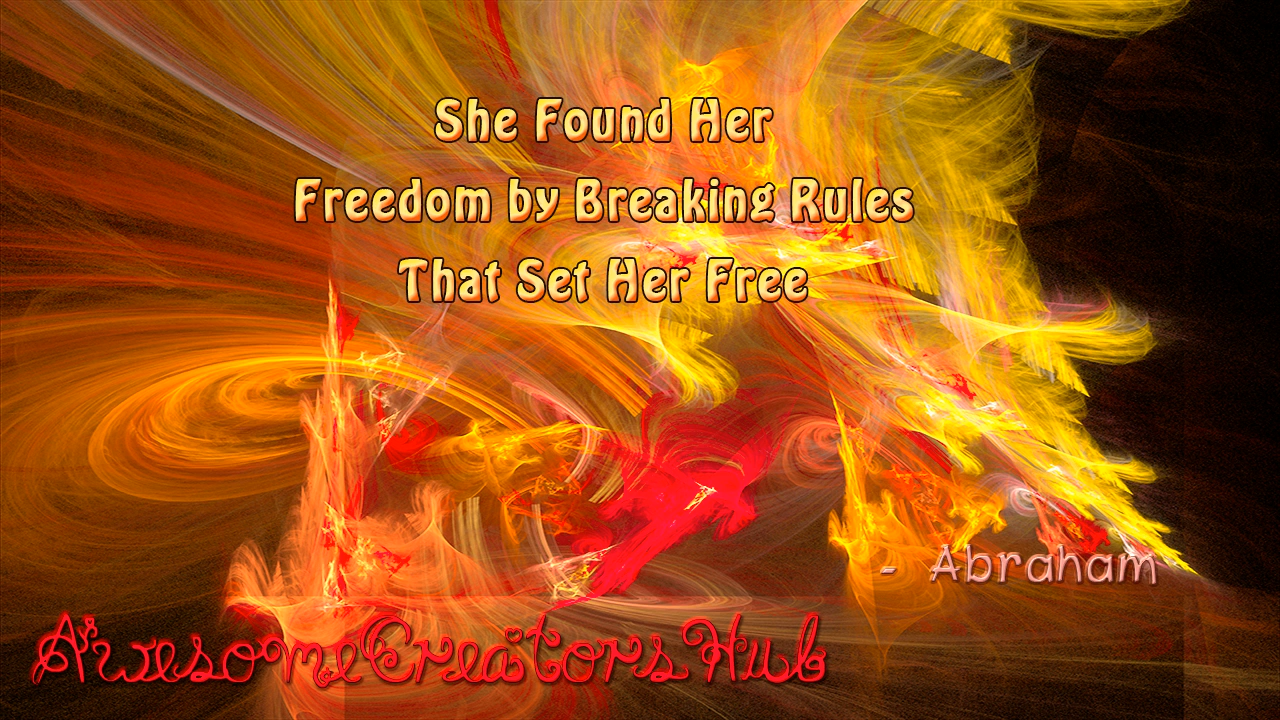 She Found Her
Freedom by Breaking Rules
That Set Her Free
- Abraham
AwesomeCreatorsHub